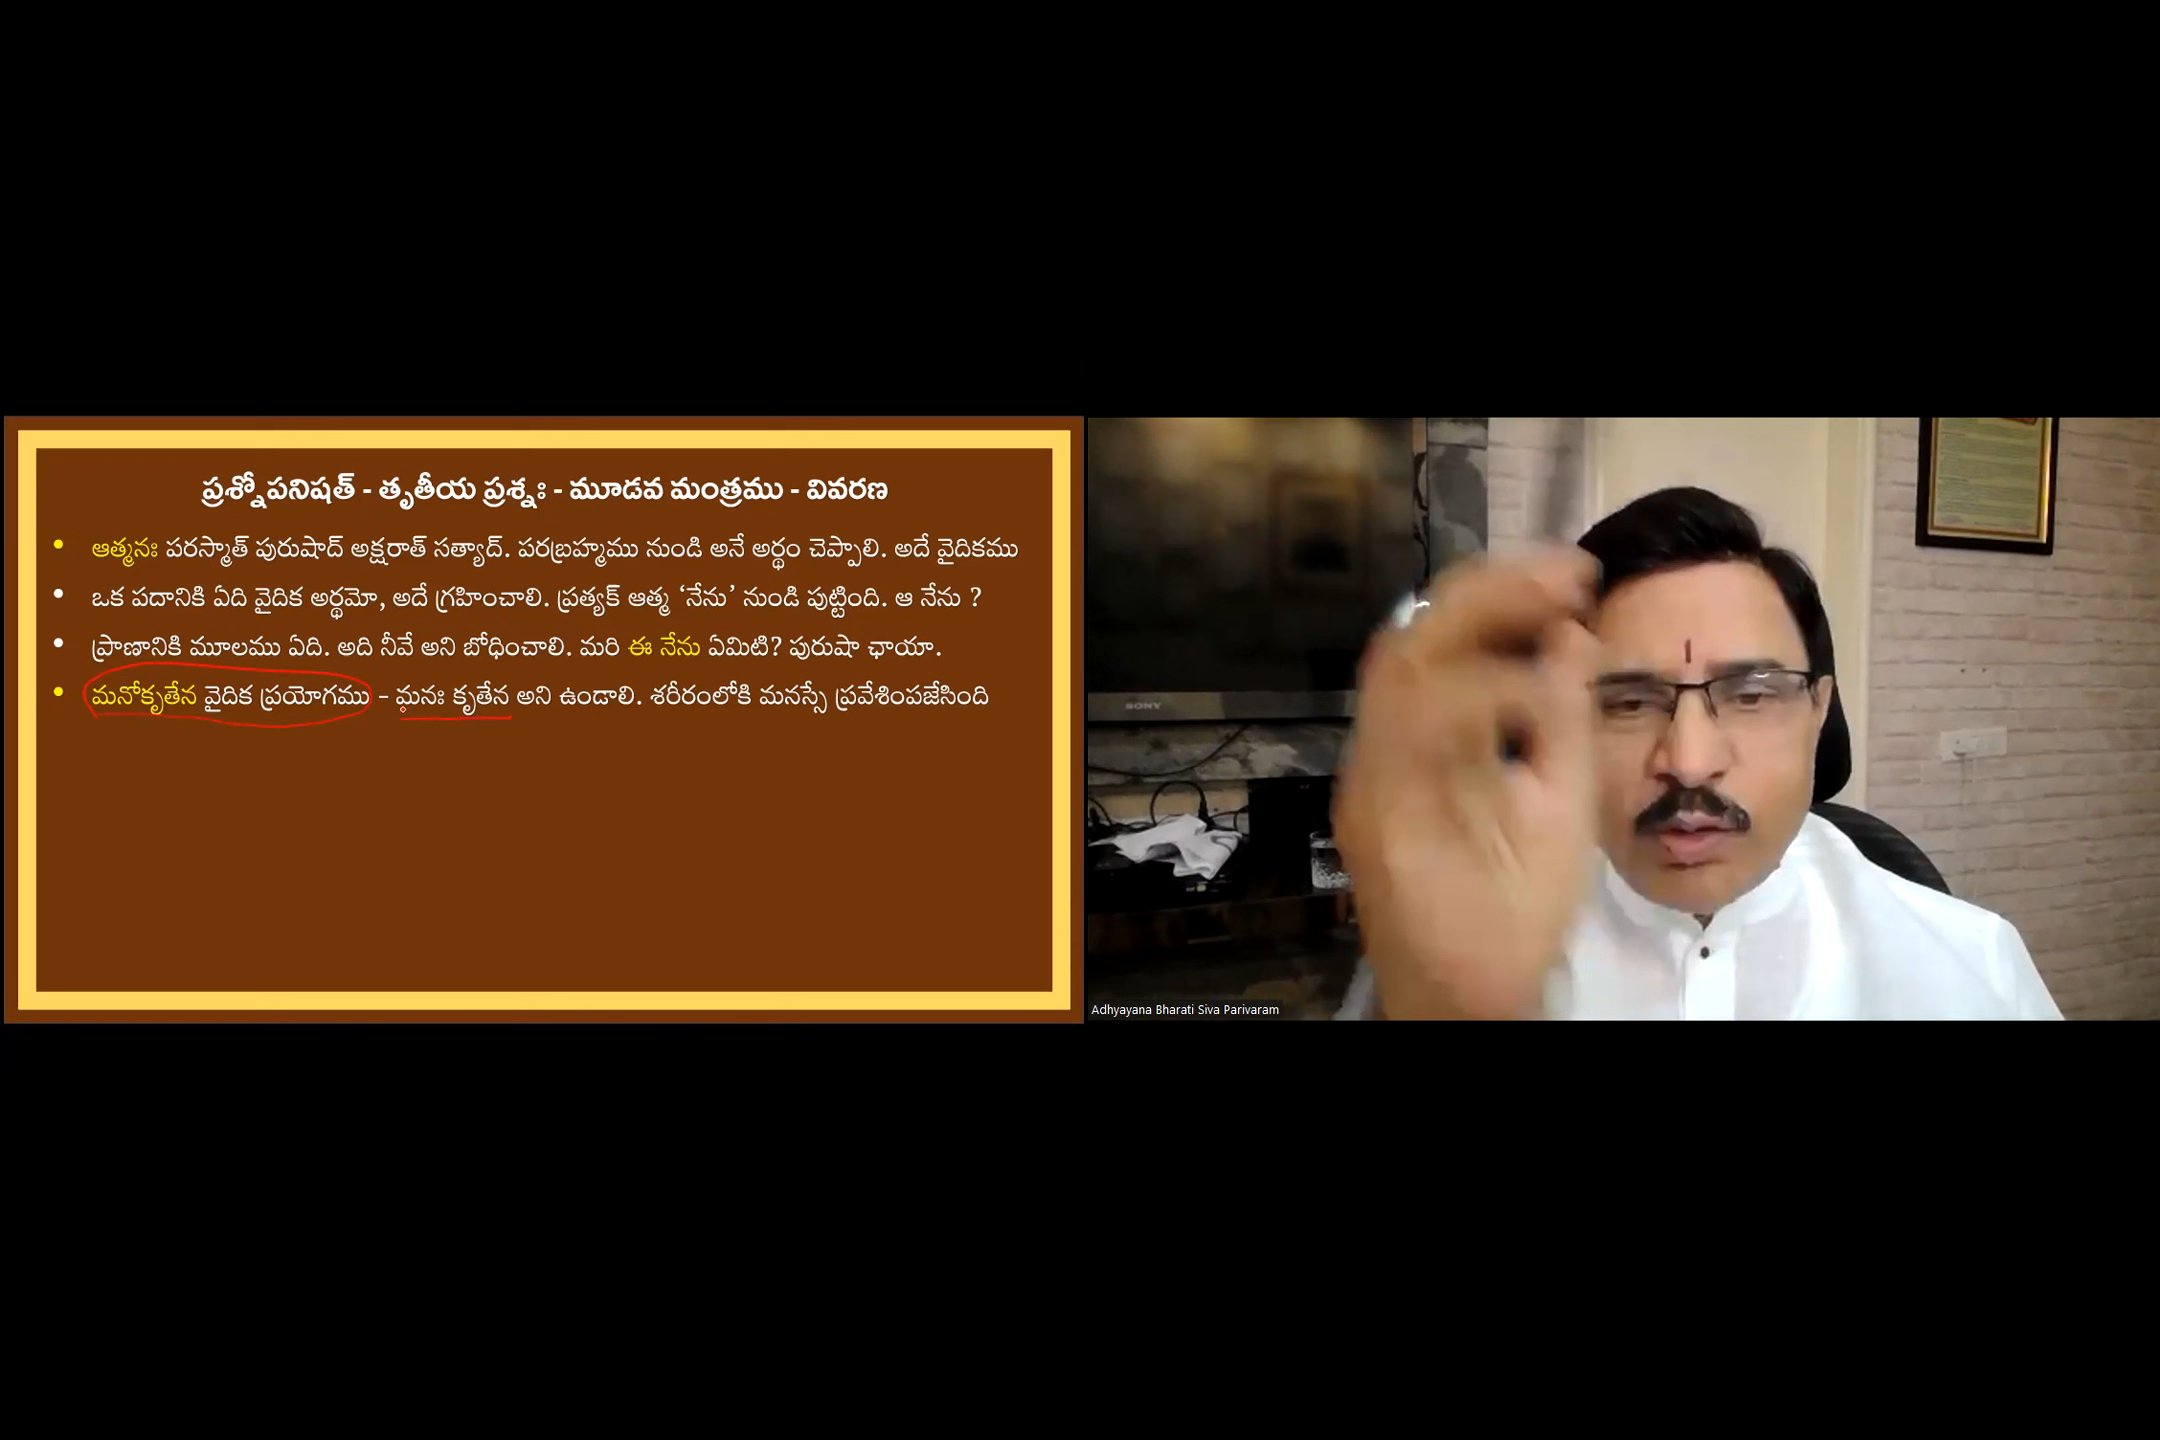 ప్రశ్నోపనిషత్ - తృతీయ ప్రశ్నః - మూడవ మంత్రము - వివరణ
• ఆత్మనః పరస్మాత్ పురుషాద్ అక్షరాత్ సత్యాద్. పరబ్రహ్మము నుండి అనే అర్థం చెప్పాలి. అదే వైదికము
• ఒక పదానికి ఏది వైదిక అర్థమో, అదే గ్రహించాలి. ప్రత్యక్ ఆత్మ ‘నేను’ నుండి పుట్టింది. ఆ నేను ?
• ప్రాణానికి మూలము ఏది. అది నీవే అని బోధించాలి. మరి ఈ నేను ఏమిటి? పురుషా ఛాయా.
• మనోకృతేన వైదిక ప్రయోగము - మనః కృతేన అని ఉండాలి. శరీరంలోకి మనస్సే ప్రవేశింపజేసింది
SONY
Adhyayana Bharati Siva Parivaram